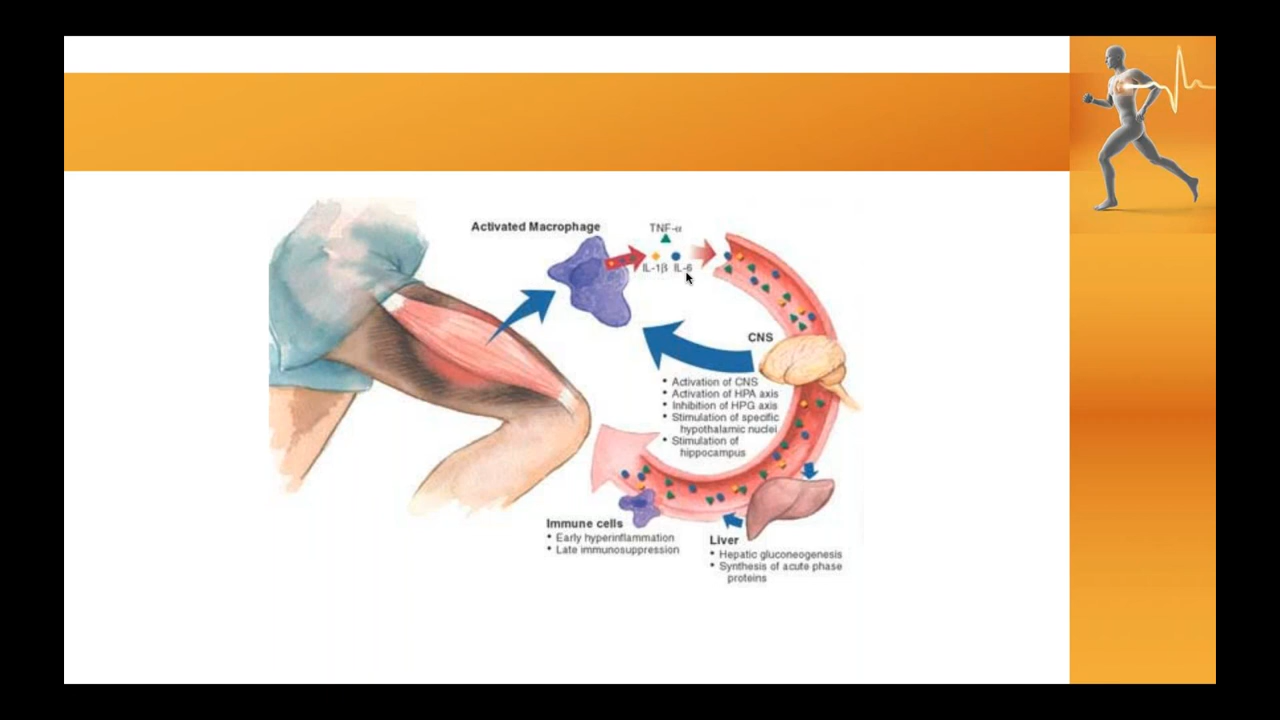 Activated Macrophage
TNF-α
IL-1β IL-6
CNS
• Activation of CNS
• Activation of HPA axis
• Inhibition of HPG axis
• Stimulation of specific
hypothalamic nuclei
• Stimulation of
hippocampus
Immune cells
• Early hyperinflammation
• Late immunosuppression
Liver
• Hepatic gluconeogenesis
• Synthesis of acute phase
proteins